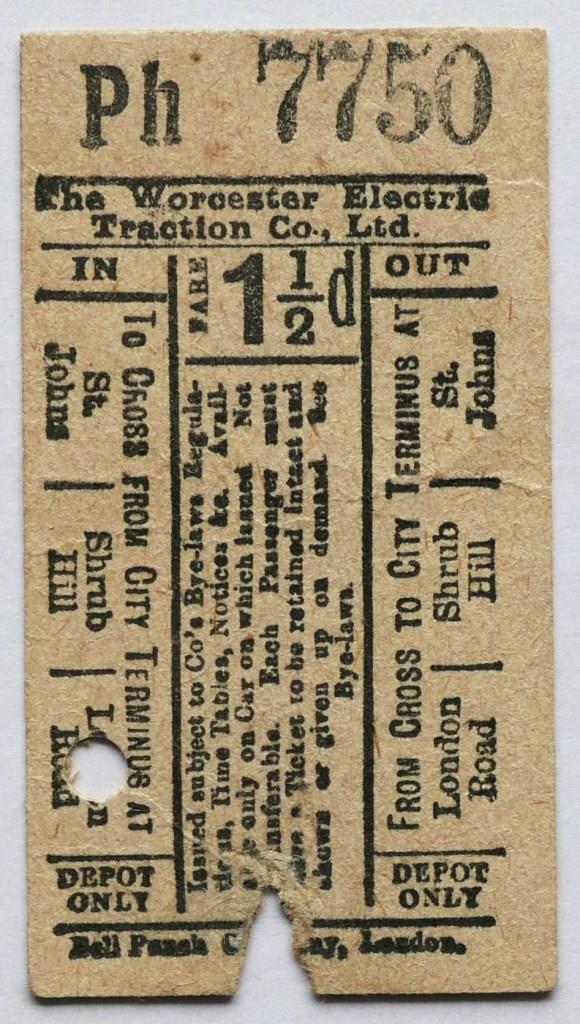 Ph 7750
The Worcester Electric
Traction Co., Ltd.
IN
FARE
1½d
OUT
TO CROSS FROM CITY TERMINUS AT
St.
Johns
Shrub
Hill
Road
DEPOT
ONLY
Issued subject to Co's Bye-laws Regula-
tions, Time Tables, Notices &c. Avail-
able only on Car on which issued Not
Transferable. Each Passenger must
have a Ticket to be retained intact and
shown or given up on demand See
Bye-laws.
FROM CROSS TO CITY TERMINUS AT
St.
Johns
Shrub
Hill
London
Road
DEPOT
ONLY
Bell Punch London.